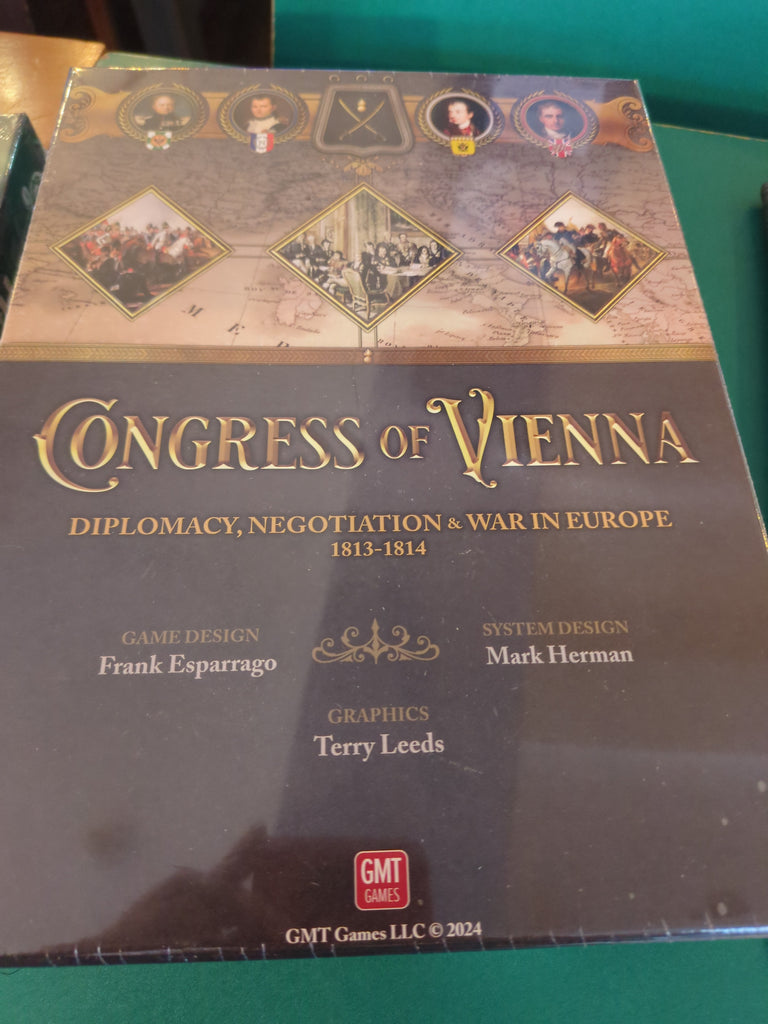 CONGRESS OF VIENNA
DIPLOMACY, NEGOTIATION & WAR IN EUROPE
1813-1814
GAME DESIGN
Frank Esparrago
SYSTEM DESIGN
Mark Herman
GRAPHICS
Terry Leeds
GMT
GAMES
GMT Games LLC © 2024